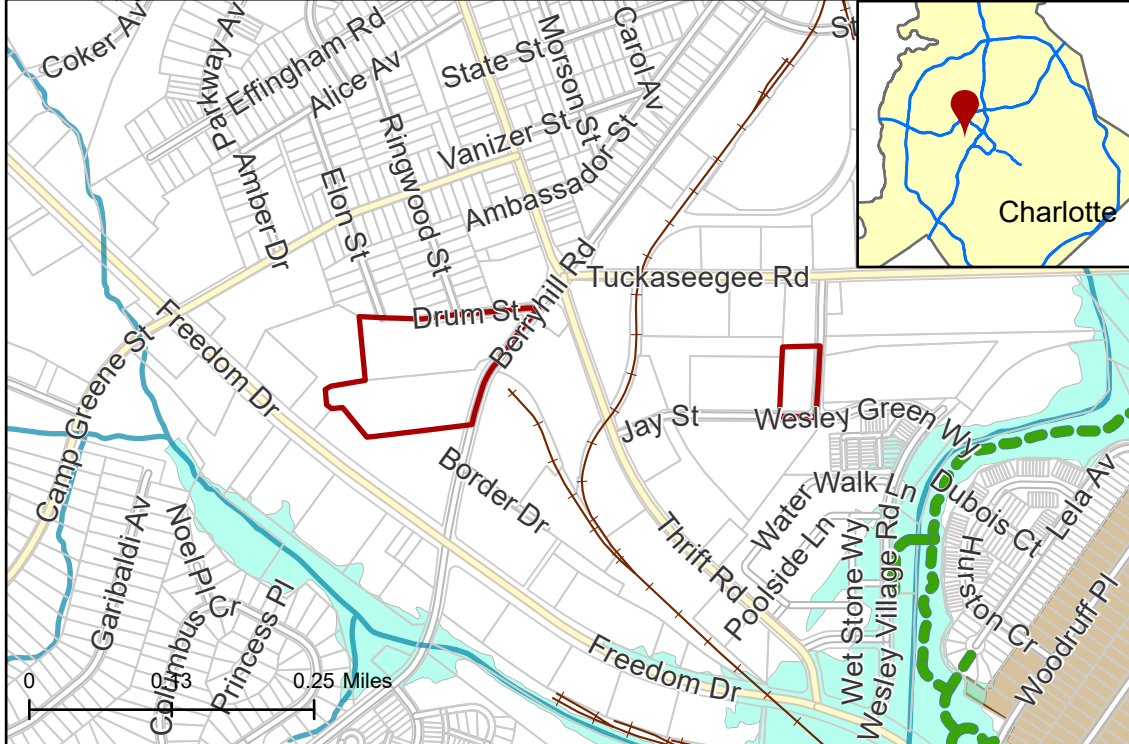 Coker Av
Parkway Av
Effingham Rd
Alice Av
State St
Morson St
Carol Av
St
Charlotte
Vanizer St
Ambassador St
Ringwood St
Elon St
Amber Dr
Tuckaseegee Rd
Drum St
Berryhill Rd
Freedom Dr
Camp Greene St
Jay St
Wesley Green Wy
Border Dr
Walk Ln
Water
Dubois Ct
Lela Av
Garibaldi Av
Noel Pl
Thrift Rd
Poolside Ln
Wet Stone Wy
Wesley Village Rd
Hurston Cr
Woodruff Pl
Columbus Cr
Princess Pl
Freedom Dr
0 0.13 0.25 Miles